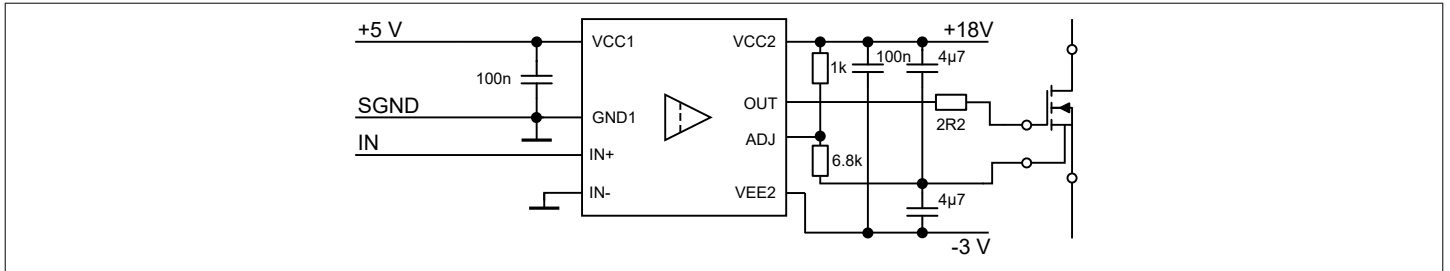 +5 V
VCC1
VCC2
+18V
100n
1k
100n
4µ7
SGND
GND1
OUT
2R2
ADJ
IN
IN+
6.8k
IN-
VEE2
4µ7
-3 V